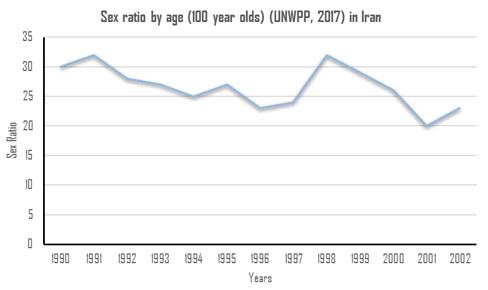 Sex ratio by age (100 year olds) (UNWPP, 2017) in Iran
35
30
25
20
15
10
5
0
Sex Ratio
1990 1991 1992 1993 1994 1995 1996 1997 1998 1999 2000 2001 2002
Years